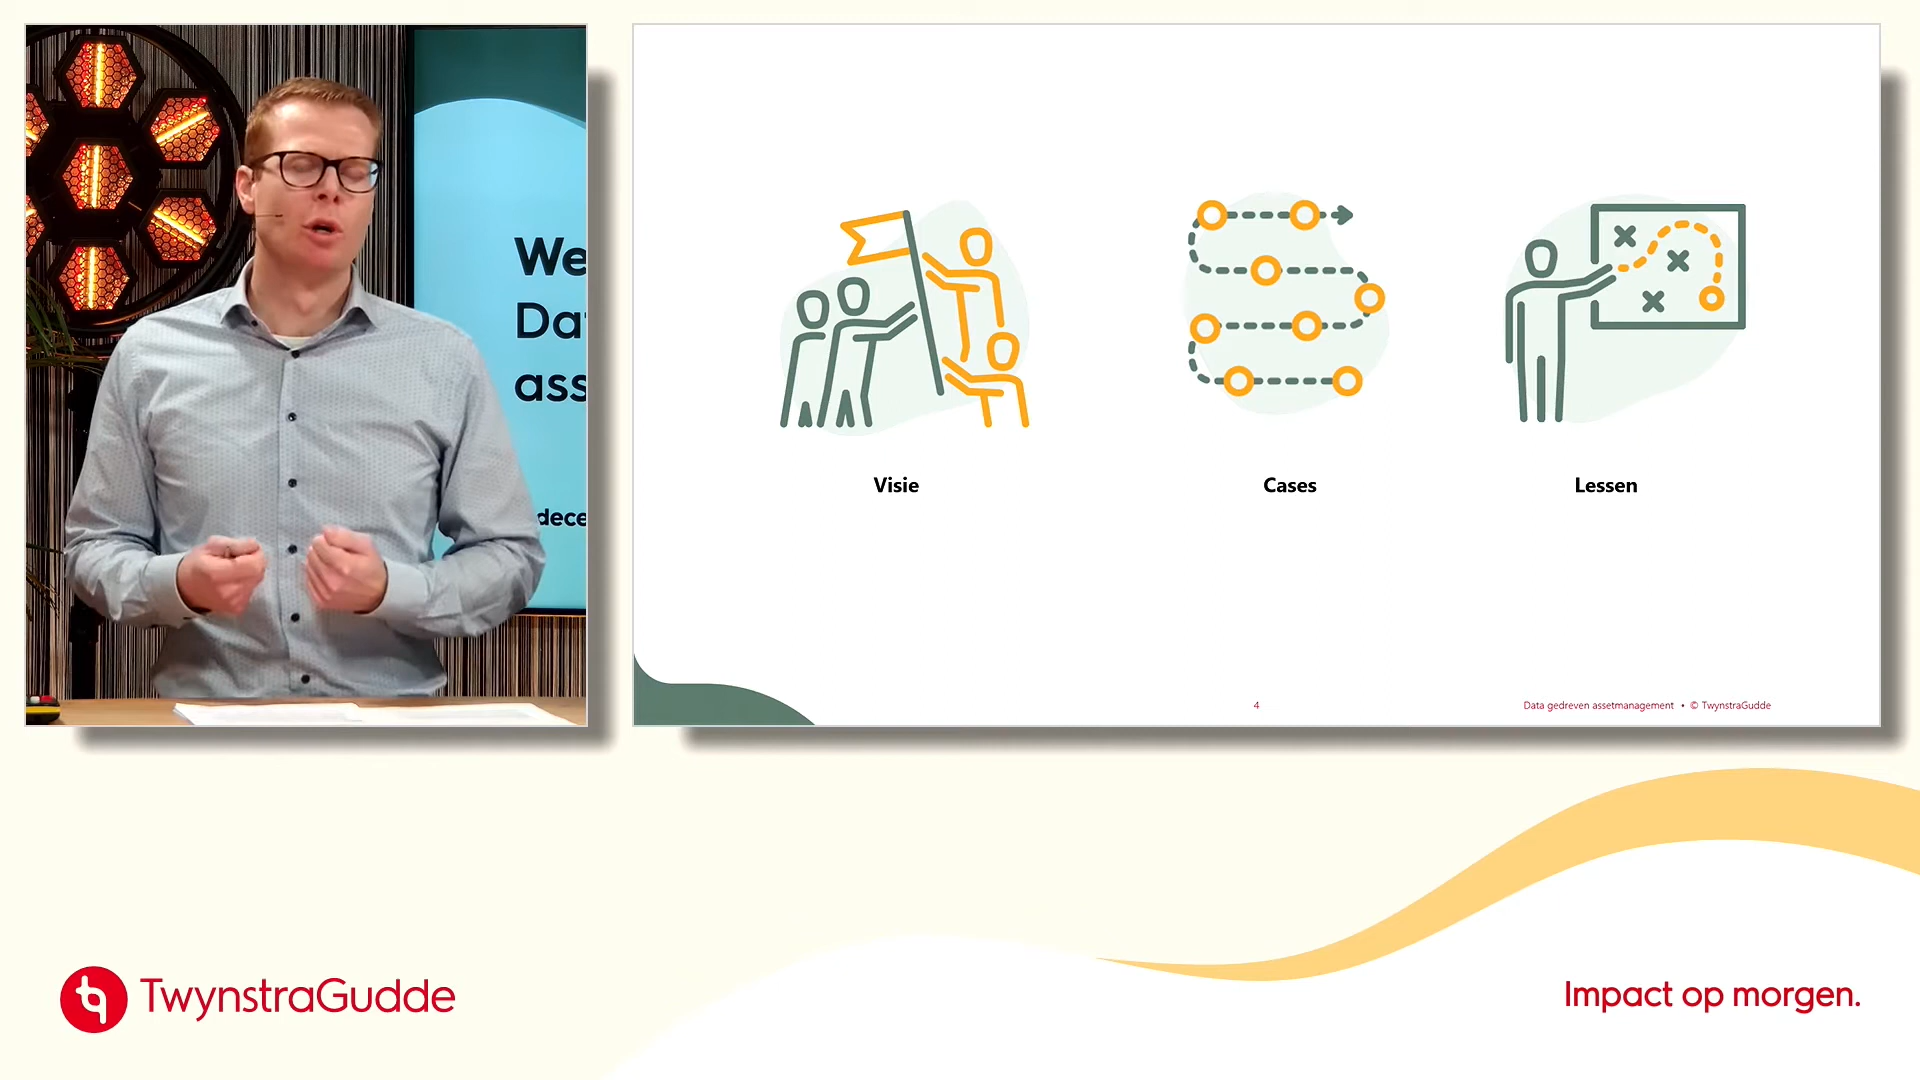 We
Da
ass
dece
Visie
Cases
Lessen
4
Data gedreven assetmanagement • © TwynstraGudde
TwynstraGudde
Impact op morgen.